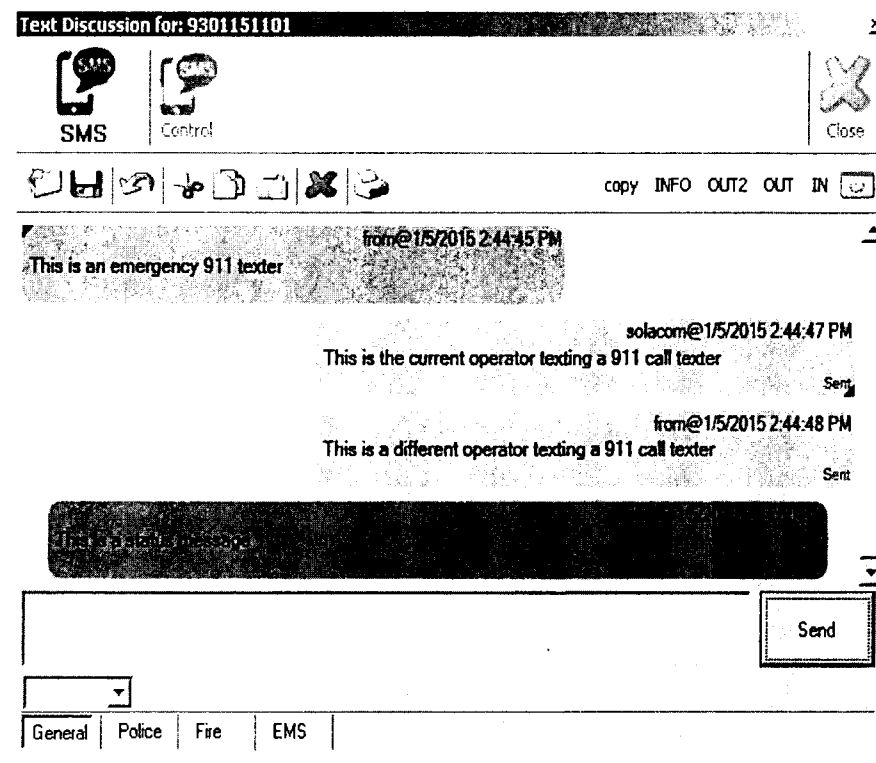 Text Discussion for: 9301151101
SMS
SMS
SMS
Control
Close
copy INFO OUT2 OUT IN
from@1/5/2015 2:44:45 PM
This is an emergency 911 texter
solacom@1/5/2015 2:44:47 PM
This is the current operator texting a 911 call texter
Sent
from@1/5/2015 2:44:48 PM
This is a different operator texting a 911 call texter
Sent
This is a status message
Send
General Police Fire EMS